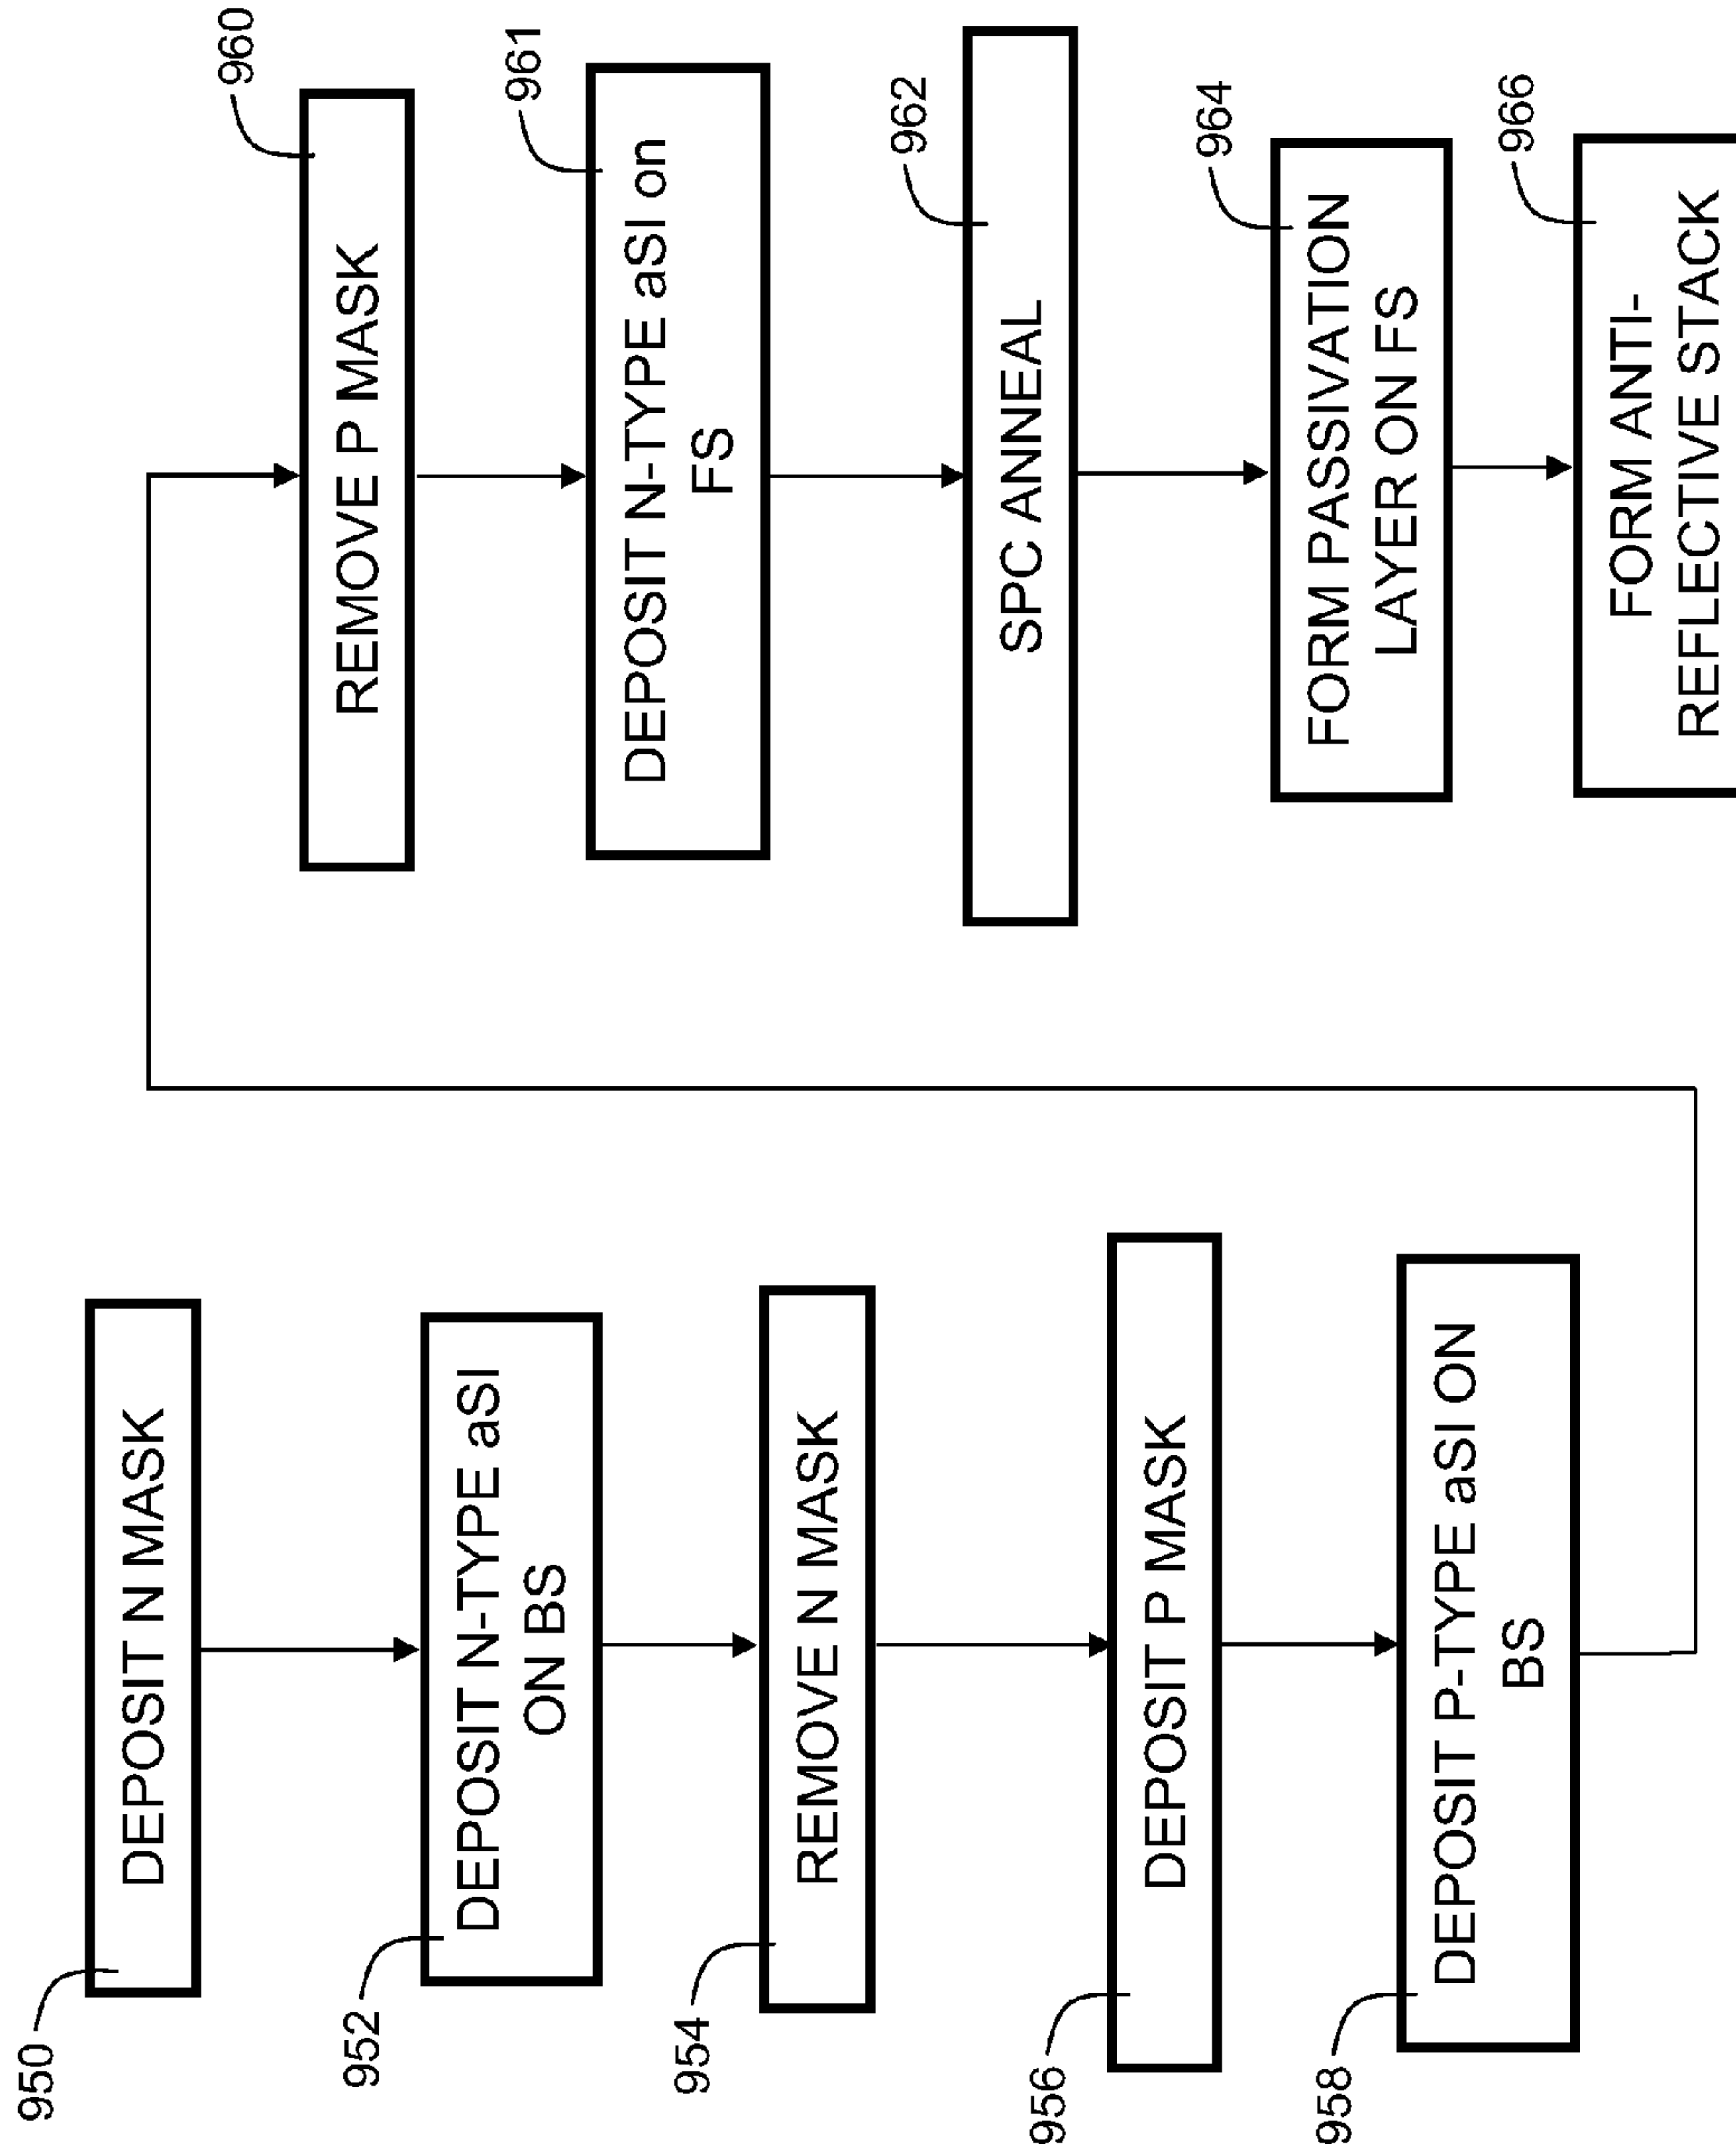 950
DEPOSIT N MASK
952
DEPOSIT N-TYPE aSI
ON BS
954
REMOVE N MASK
956
DEPOSIT P MASK
958
DEPOSIT P-TYPE aSI ON
BS
960
REMOVE P MASK
961
DEPOSIT N-TYPE aSI on
FS
962
SPC ANNEAL
964
FORM PASSIVATION
LAYER ON FS
966
FORM ANTI-
REFLECTIVE STACK